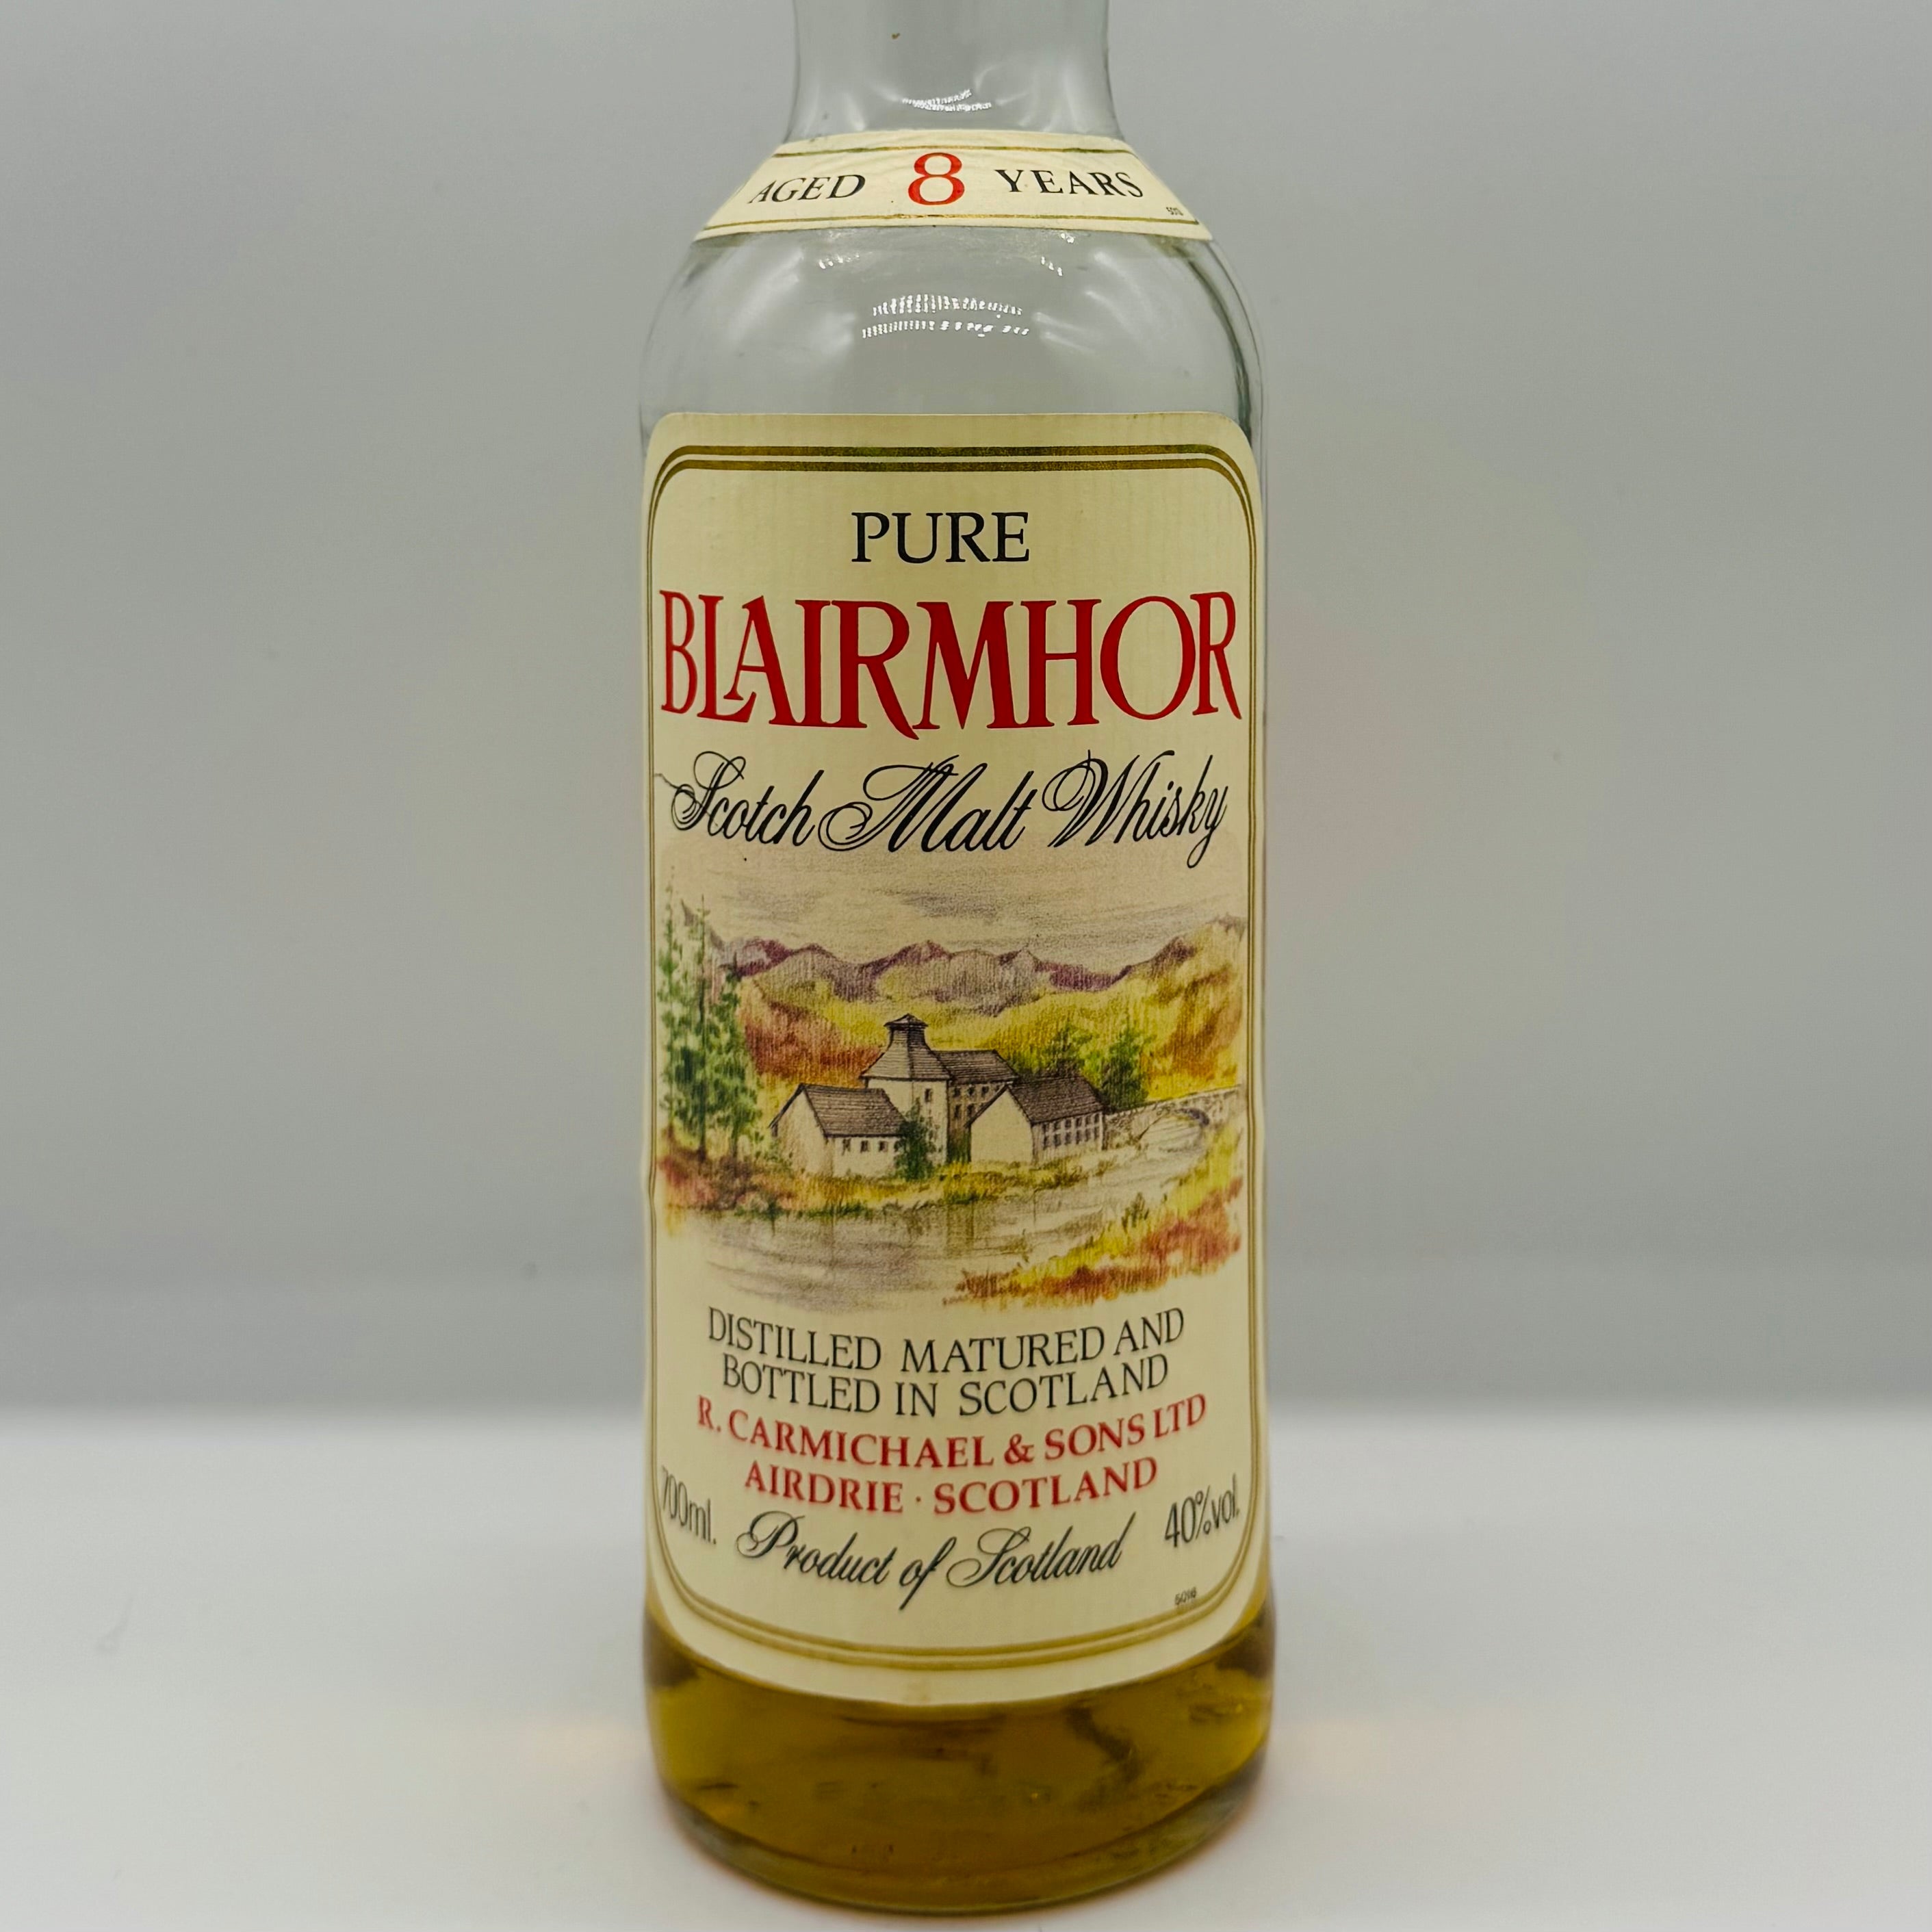 AGED 8 YEARS
PURE
BLAIRMHOR
Scotch Malt Whisky
DISTILLED MATURED AND
BOTTLED IN SCOTLAND
R. CARMICHAEL & SONS LTD
AIRDRIE · SCOTLAND
700ml. Product of Scotland 40%vol.